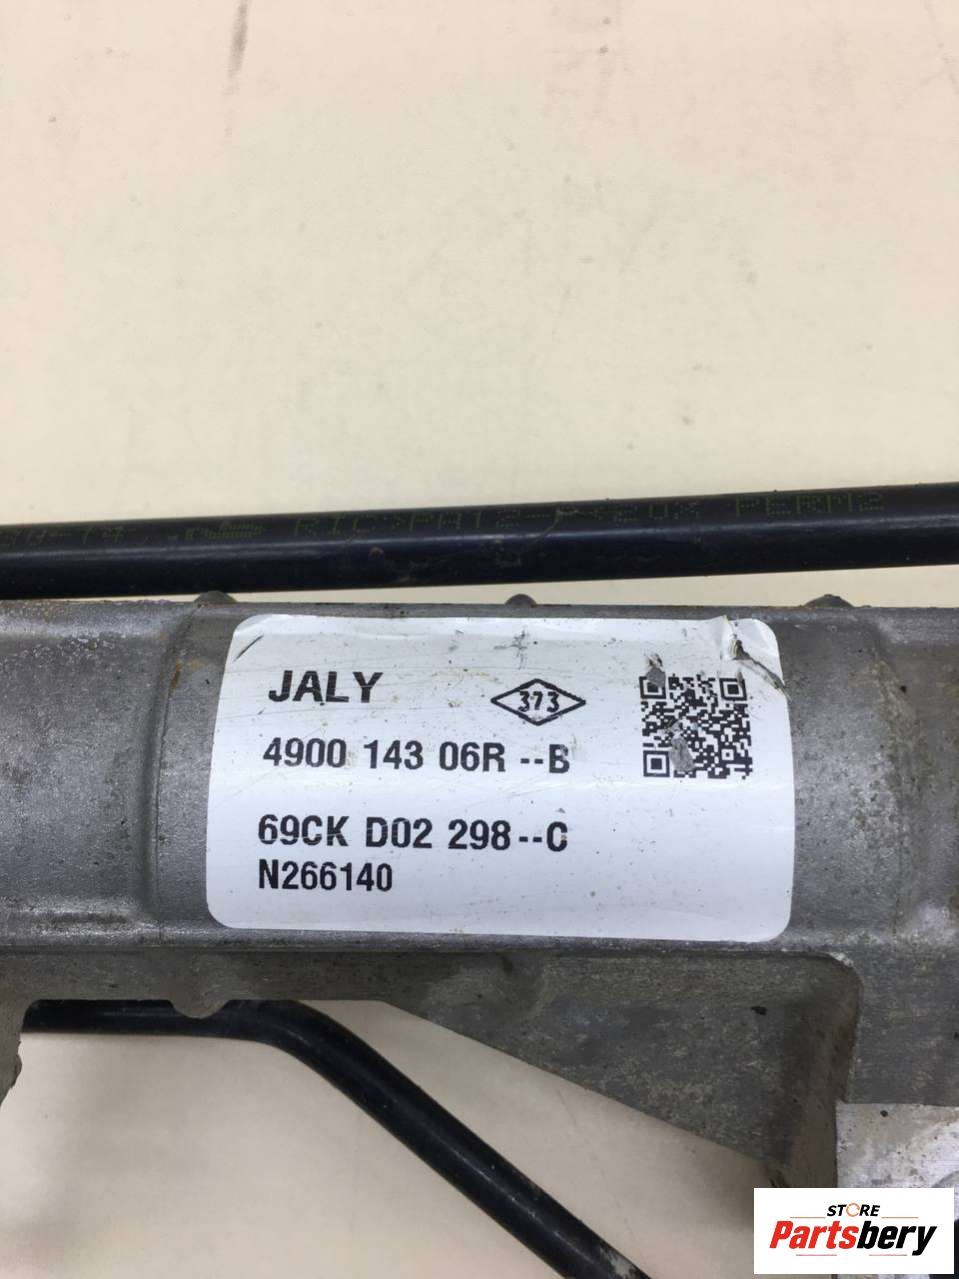 JALY
373
4900 143 06R --B
69CK D02 298--C
N266140
STORE
Partsbery